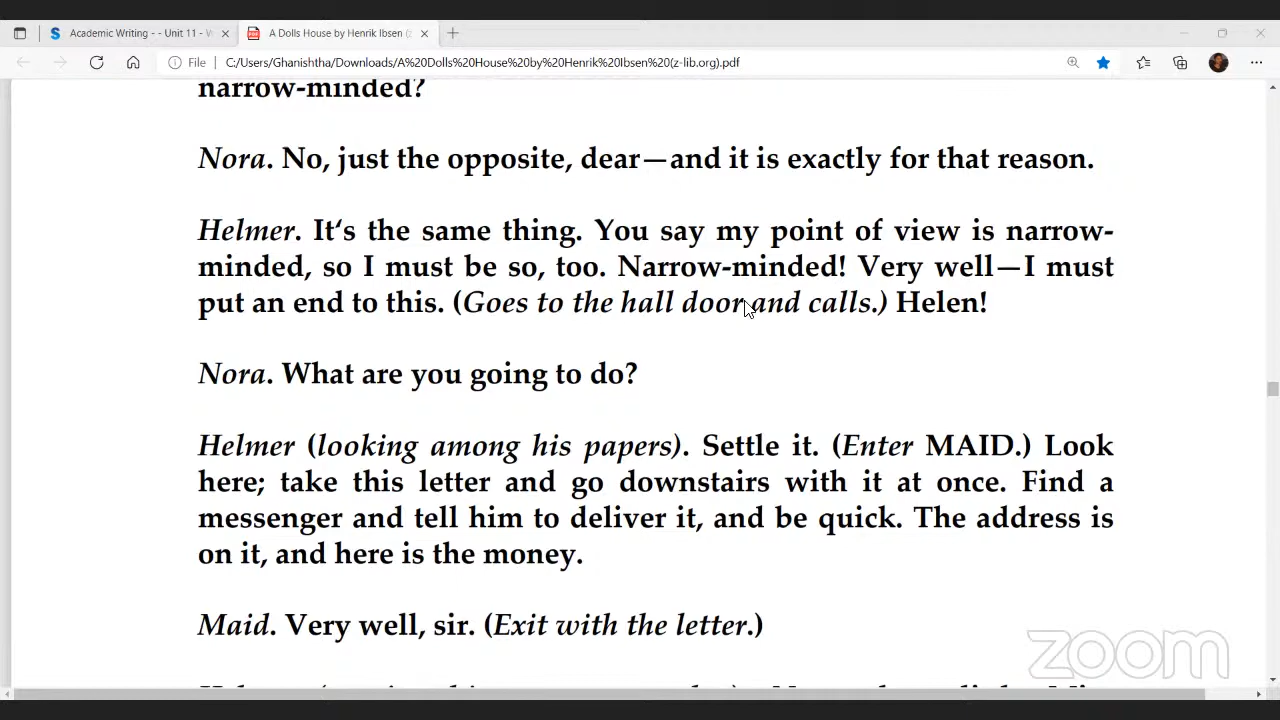 Academic Writing - - Unit 11 - W
A Dolls House by Henrik Ibsen (z
File
C:/Users/Ghanishtha/Downloads/A%20Dolls%20House%20by%20Henrik%20Ibsen%20(z-lib.org).pdf
narrow-minded?
Nora. No, just the opposite, dear—and it is exactly for that reason.
Helmer. It‘s the same thing. You say my point of view is narrow-
minded, so I must be so, too. Narrow-minded! Very well—I must
put an end to this. (Goes to the hall door and calls.) Helen!
Nora. What are you going to do?
Helmer (looking among his papers). Settle it. (Enter MAID.) Look
here; take this letter and go downstairs with it at once. Find a
messenger and tell him to deliver it, and be quick. The address is
on it, and here is the money.
Maid. Very well, sir. (Exit with the letter.)
zoom